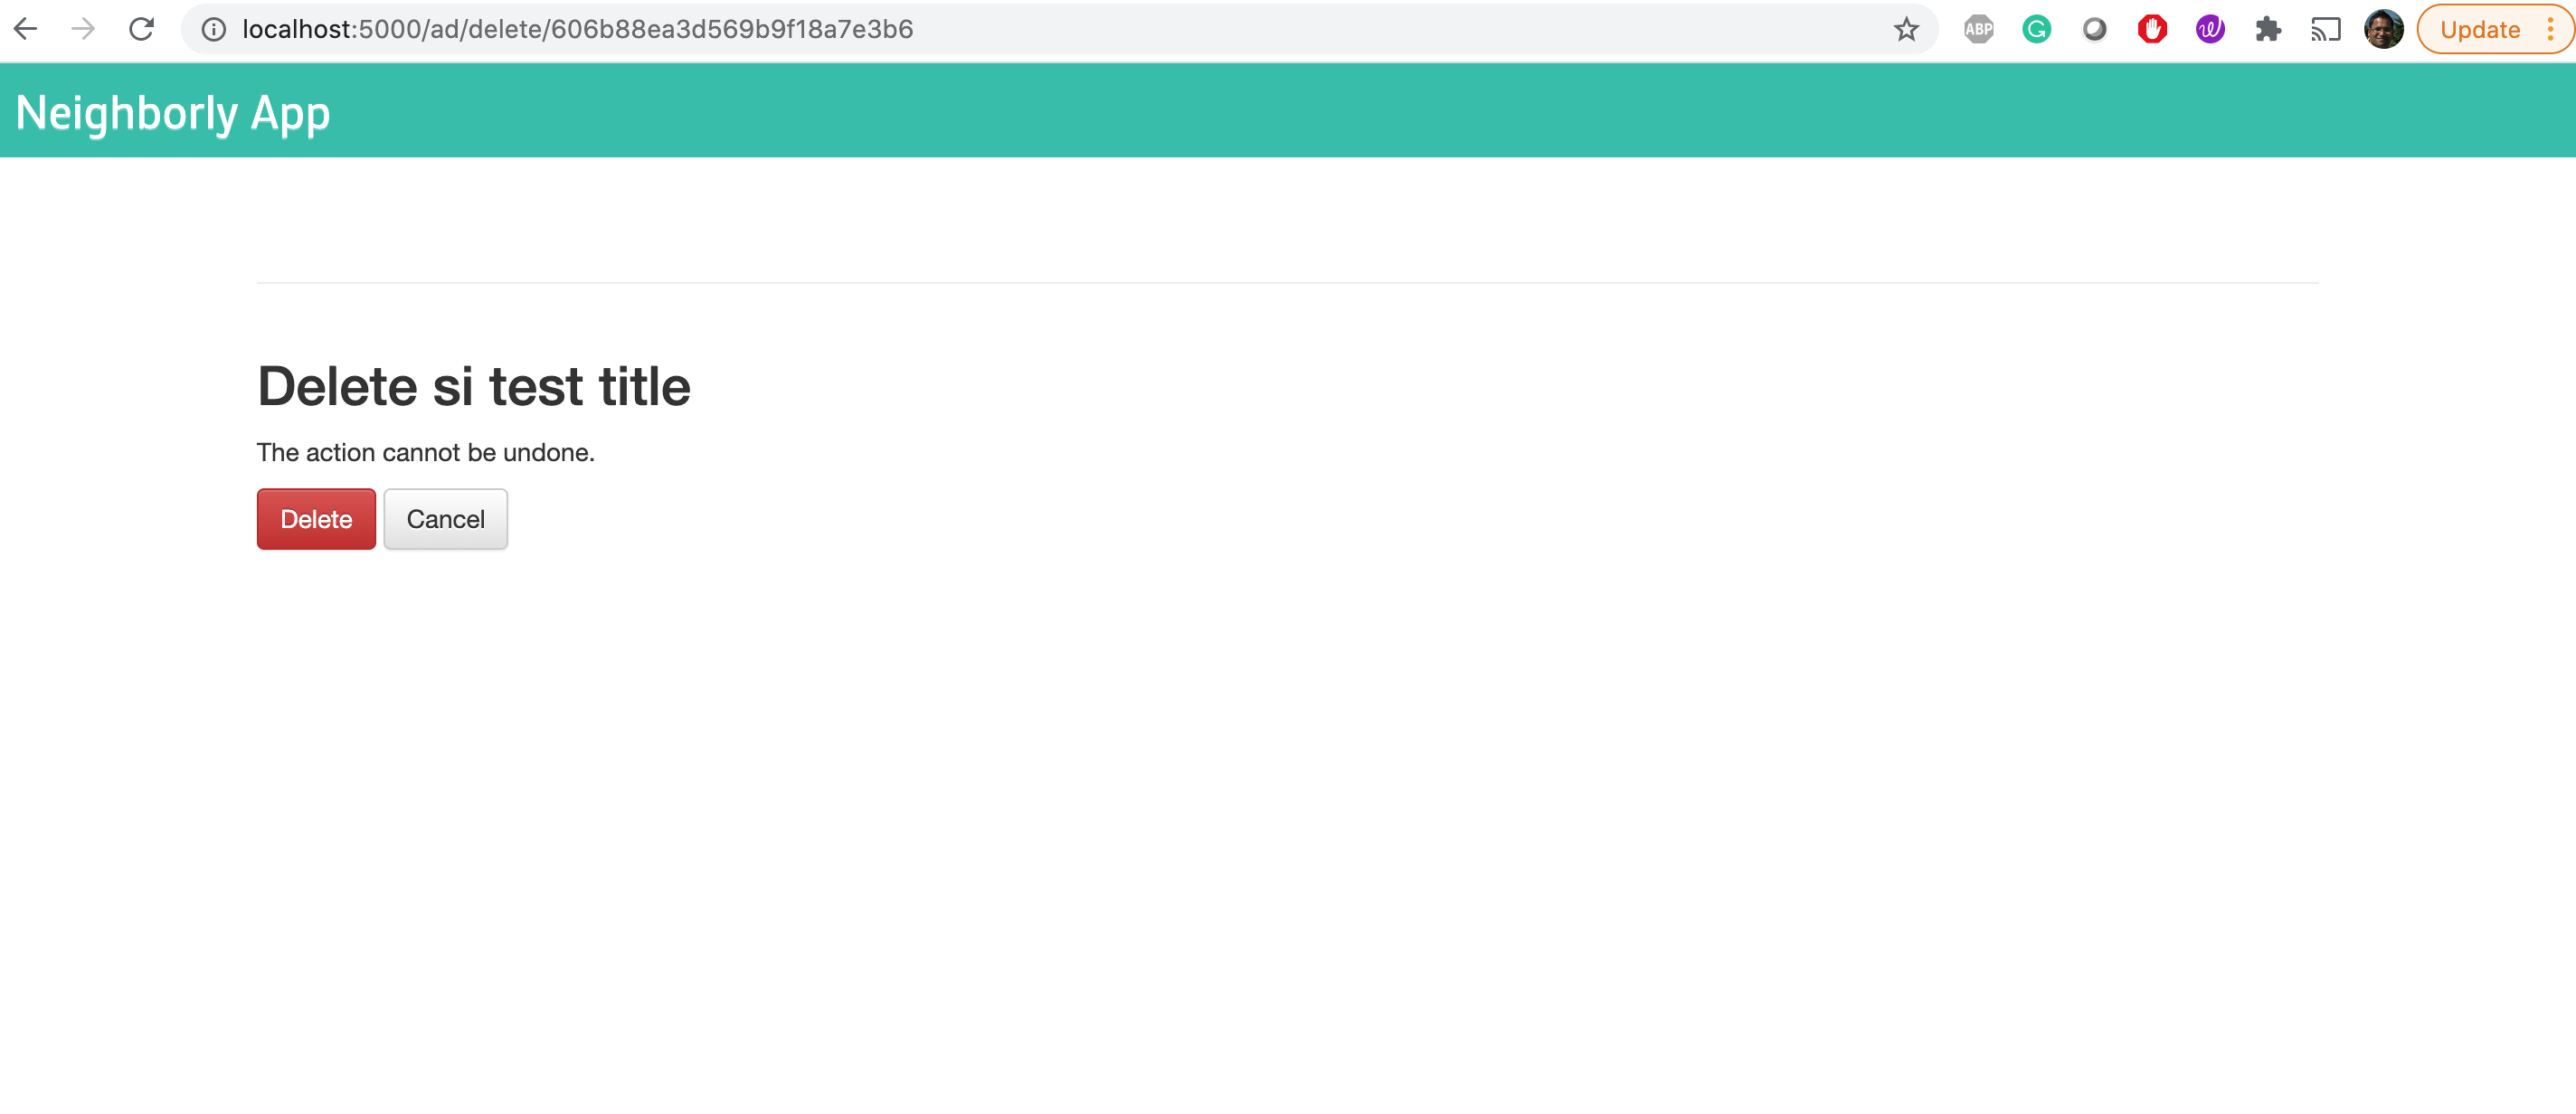 localhost:5000/ad/delete/606b88ea3d569b9f18a7e3b6
ABP
Update
Neighborly App
Delete si test title
The action cannot be undone.
Delete Cancel